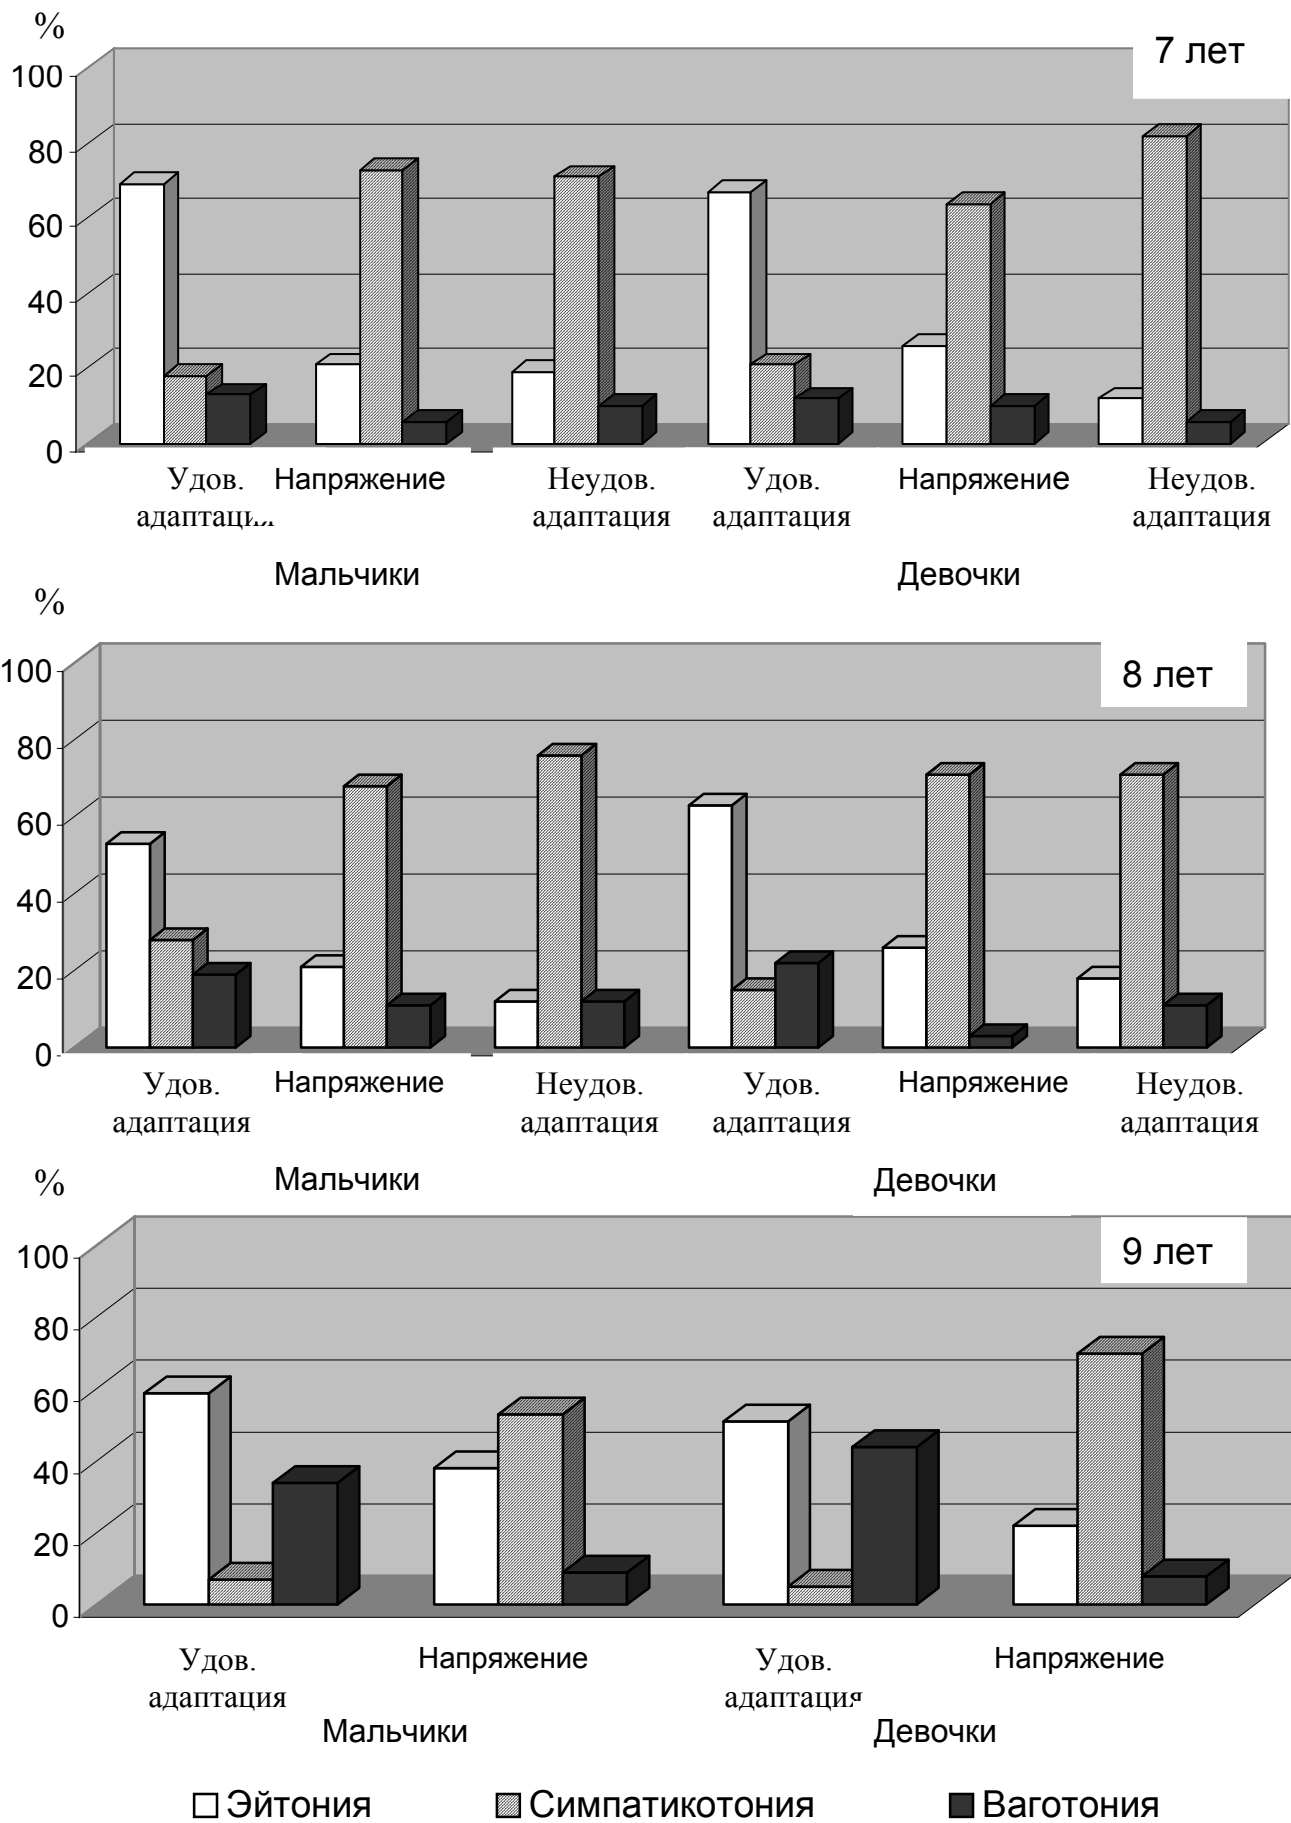 %
7 лет
100
80
60
40
20
0
Удов. Напряжение Неудов. Удов. Напряжение Неудов.
адаптация адаптация адаптация адаптация
Мальчики Девочки
%
8 лет
100
80
60
40
20
0
Удов. Напряжение Неудов. Удов. Напряжение Неудов.
адаптация адаптация адаптация адаптация
Мальчики Девочки
%
9 лет
100
80
60
40
20
0
Удов. Напряжение Удов. Напряжение
адаптация адаптация
Мальчики Девочки
Эйтония Симпатикотония Ваготония